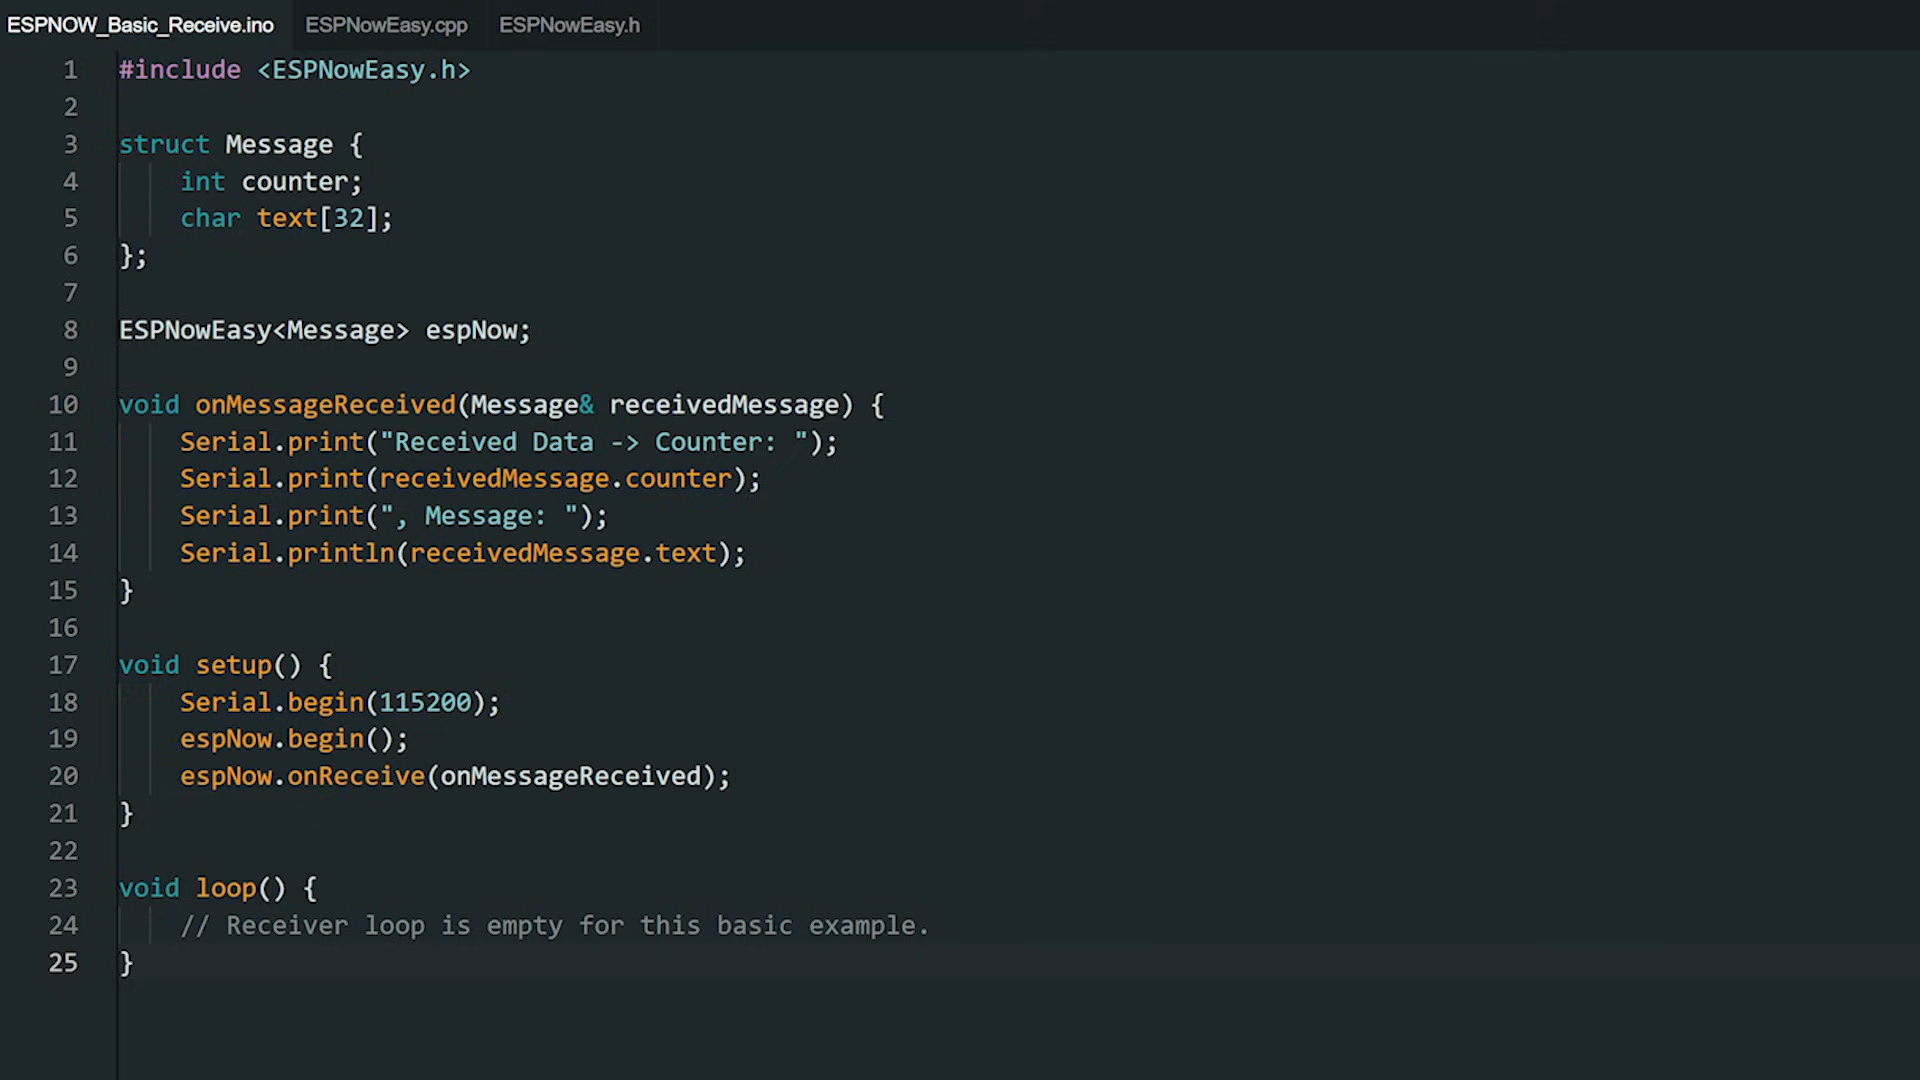 ESPNOW_Basic_Receive.ino ESPNowEasy.cpp ESPNowEasy.h
1 #include <ESPNowEasy.h>
2
3 struct Message {
4     int counter;
5     char text[32];
6 };
7
8 ESPNowEasy<Message> espNow;
9
10 void onMessageReceived(Message& receivedMessage) {
11     Serial.print("Received Data -> Counter: ");
12     Serial.print(receivedMessage.counter);
13     Serial.print(", Message: ");
14     Serial.println(receivedMessage.text);
15 }
16
17 void setup() {
18     Serial.begin(115200);
19     espNow.begin();
20     espNow.onReceive(onMessageReceived);
21 }
22
23 void loop() {
24     // Receiver loop is empty for this basic example.
25 }